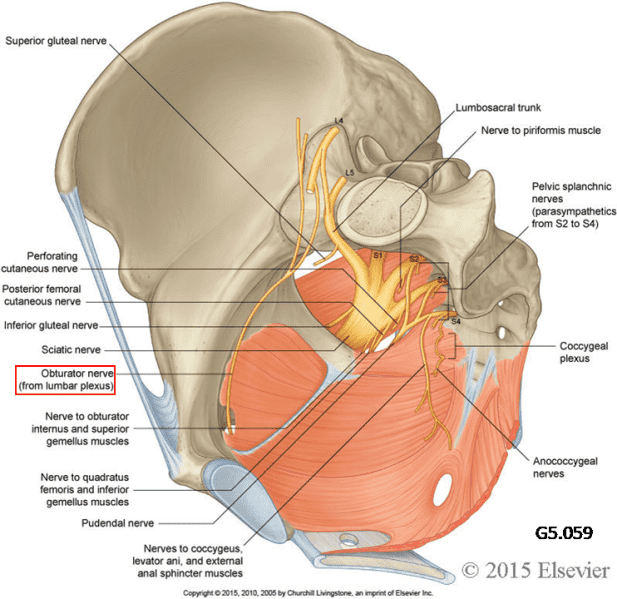 Superior gluteal nerve
L4
Lumbosacral trunk
Nerve to piriformis muscle
L5
Pelvic splanchnic
nerves
(parasympathetics
from S2 to S4)
S1
S2
S3
S4
Perforating
cutaneous nerve
Posterior femoral
cutaneous nerve
Inferior gluteal nerve
Sciatic nerve
Coccygeal
plexus
Obturator nerve
(from lumbar plexus)
Nerve to obturator
internus and superior
gemellus muscles
Anococcygeal
nerves
Nerve to quadratus
femoris and inferior
gemellus muscles
Pudendal nerve
Nerves to coccygeus,
levator ani, and external
anal sphincter muscles
G5.059
© 2015 Elsevier
Copyright © 2015, 2010, 2005 by Churchill Livingstone, an imprint of Elsevier Inc.